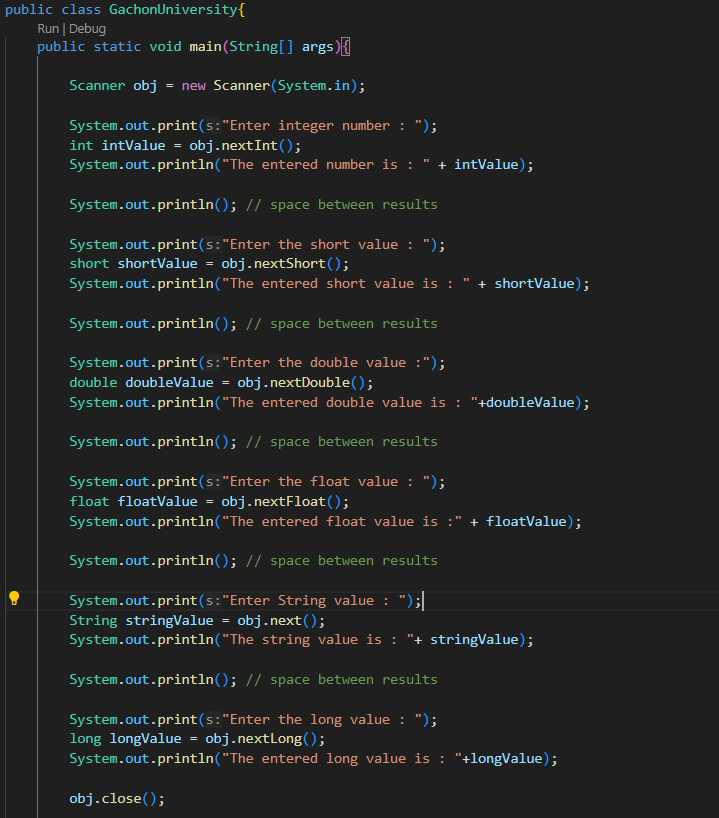 public class GachonUniversity{
Run | Debug
public static void main(String[] args){
Scanner obj = new Scanner(System.in);
System.out.print(s:"Enter integer number : ");
int intValue = obj.nextInt();
System.out.println("The entered number is : " + intValue);
System.out.println(); // space between results
System.out.print(s:"Enter the short value : ");
short shortValue = obj.nextShort();
System.out.println("The entered short value is : " + shortValue);
System.out.println(); // space between results
System.out.print(s:"Enter the double value :");
double doubleValue = obj.nextDouble();
System.out.println("The entered double value is : "+doubleValue);
System.out.println(); // space between results
System.out.print(s:"Enter the float value : ");
float floatValue = obj.nextFloat();
System.out.println("The entered float value is :" + floatValue);
System.out.println(); // space between results
System.out.print(s:"Enter String value : ");
String stringValue = obj.next();
System.out.println("The string value is : "+ stringValue);
System.out.println(); // space between results
System.out.print(s:"Enter the long value : ");
long longValue = obj.nextLong();
System.out.println("The entered long value is : "+longValue);
obj.close();